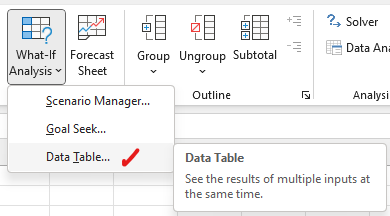 What-If
Analysis
Forecast
Sheet
Group
Ungroup
Subtotal
Outline
Solver
Data Ana
Analysis
Scenario Manager...
Goal Seek...
Data Table...
Data Table
See the results of multiple inputs at
the same time.